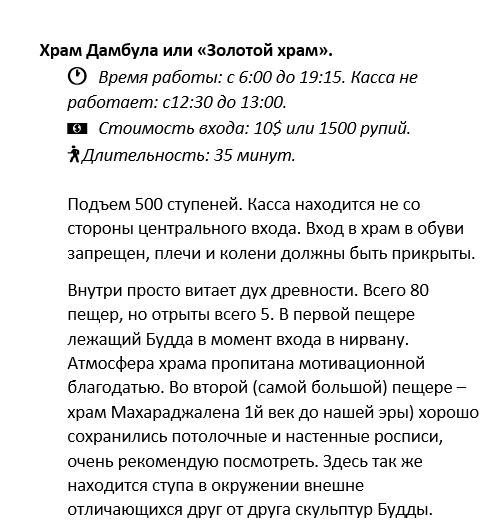 Храм Дамбула или «Золотой храм».
Время работы: с 6:00 до 19:15. Касса не
работает: с12:30 до 13:00.
Стоимость входа: 10$ или 1500 рупий.
Длительность: 35 минут.
Подъем 500 ступеней. Касса находится не со
стороны центрального входа. Вход в храм в обуви
запрещен, плечи и колени должны быть прикрыты.
Внутри просто витает дух древности. Всего 80
пещер, но отрыты всего 5. В первой пещере
лежащий Будда в момент входа в нирвану.
Атмосфера храма пропитана мотивационной
благодатью. Во второй (самой большой) пещере –
храм Махараджалена 1й век до нашей эры) хорошо
сохранились потолочные и настенные росписи,
очень рекомендую посмотреть. Здесь так же
находится ступа в окружении внешне
отличающихся друг от друга скульптур Будды.